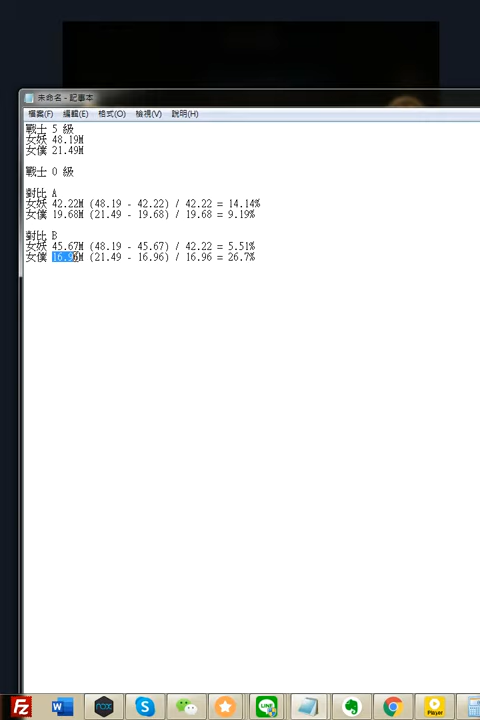 未命名 - 記事本
檔案(F) 編輯(E) 格式(O) 檢視(V) 說明(H)
戰士 5 級
女妖 48.19M
女僕 21.49M
戰士 0 級
對比 A
女妖 42.22M (48.19 - 42.22) / 42.22 = 14.14%
女僕 19.68M (21.49 - 19.68) / 19.68 = 9.19%
對比 B
女妖 45.67M (48.19 - 45.67) / 42.22 = 5.51%
女僕 16.96M (21.49 - 16.96) / 16.96 = 26.7%
Fz
W
nox
S
LINE
Player